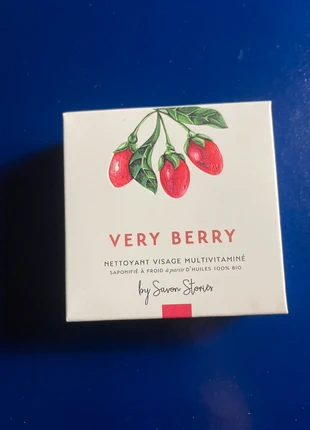 VERY BERRY
NETTOYANT VISAGE MULTIVITAMINÉ
SAPONIFIÉ À FROID à partir D'HUILES 100% BIO
by Savon Stories